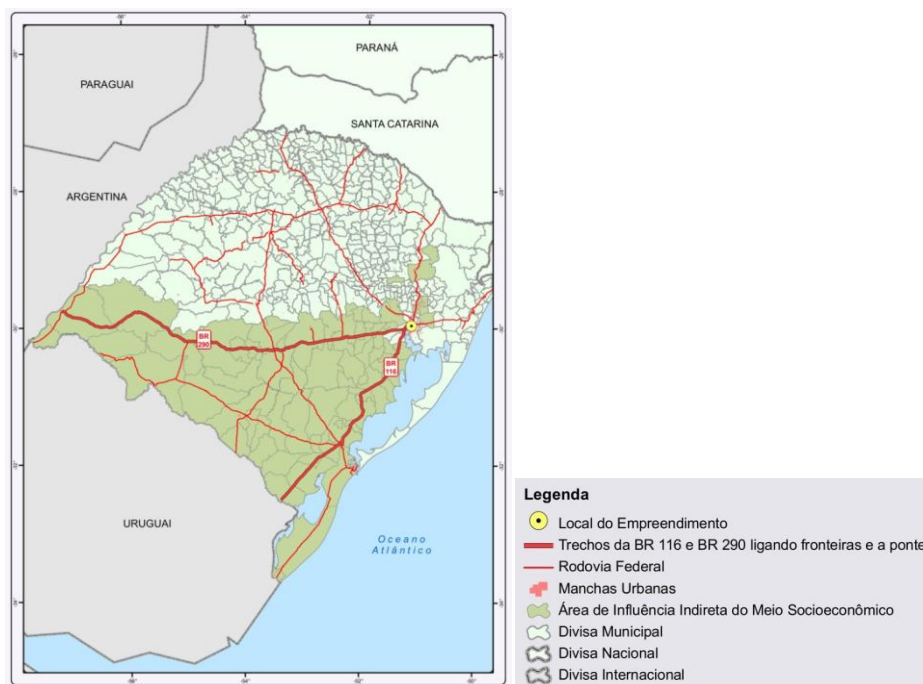 PARANÁ
PARAGUAI
SANTA CATARINA
ARGENTINA
BR
290
BR
116
URUGUAI
Oceano
Atlântico
Legenda
Local do Empreendimento
Trechos da BR 116 e BR 290 ligando fronteiras e a ponte
Rodovia Federal
Manchas Urbanas
Área de Influência Indireta do Meio Socioeconômico
Divisa Municipal
Divisa Nacional
Divisa Internacional